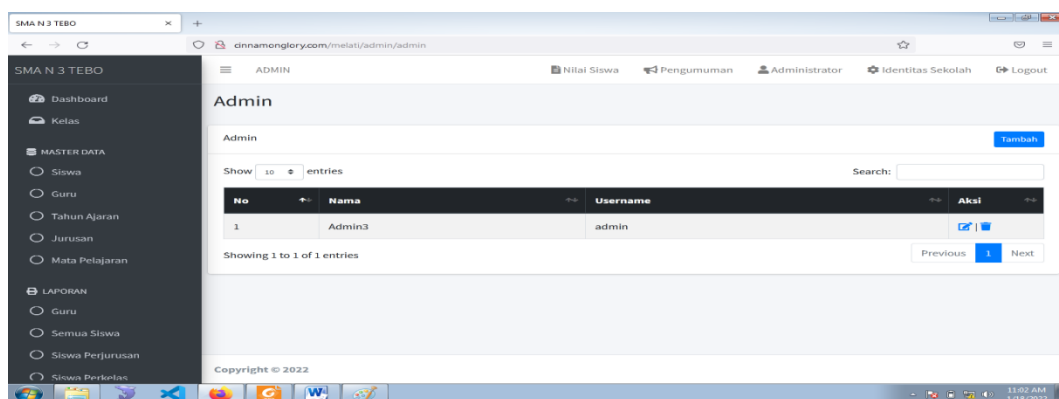 SMA N 3 TEBO
cinnamonglory.com/melati/admin/admin
SMA N 3 TEBO
ADMIN
Nilai Siswa
Pengumuman
Administrator
Identitas Sekolah
Logout
Dashboard
Kelas
MASTER DATA
Siswa
Guru
Tahun Ajaran
Jurusan
Mata Pelajaran
LAPORAN
Guru
Semua Siswa
Siswa Perjurusan
Siswa Perkelas
Admin
Admin
Tambah
Show 10 entries
Search:
No Nama Username Aksi
1 Admin3 admin |
Showing 1 to 1 of 1 entries
Previous 1 Next
Copyright © 2022
11:02 AM
1/18/2022